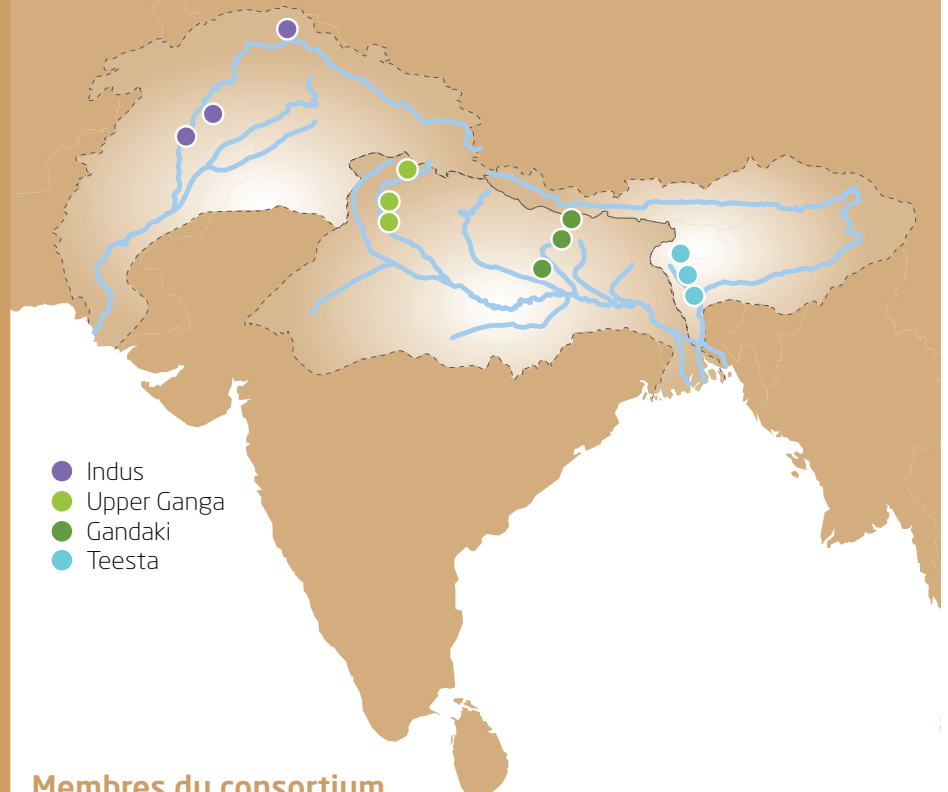 Indus
Upper Ganga
Gandaki
Teesta
Membres du consortium